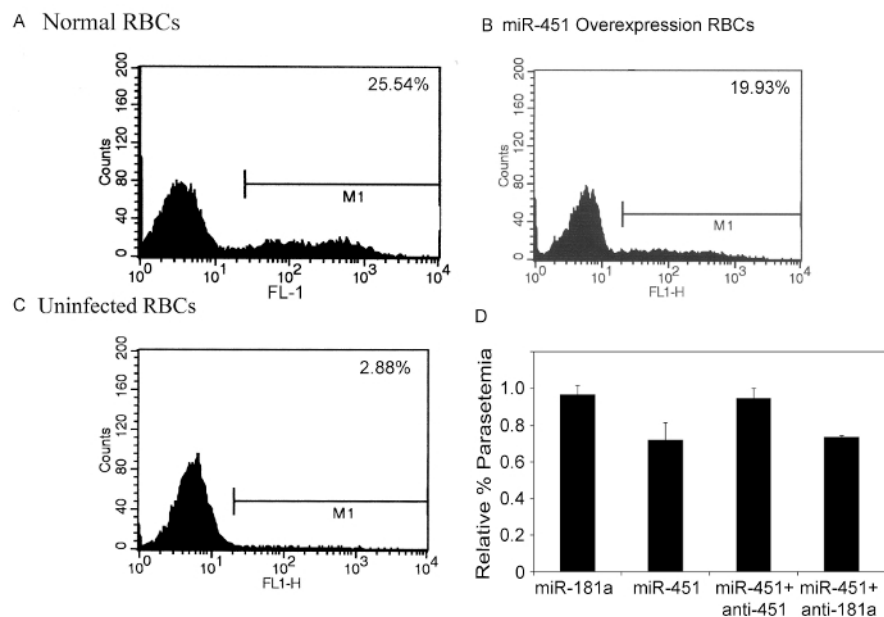 A Normal RBCs
200
160
120
80
40
0
Counts
25.54%
M1
10^0 10^1 10^2 10^3 10^4
FL-1
B miR-451 Overexpression RBCs
200
160
120
80
40
0
Counts
19.93%
M1
10^0 10^1 10^2 10^3 10^4
FL1-H
C Uninfected RBCs
200
160
120
80
40
0
Counts
2.88%
M1
10^0 10^1 10^2 10^3 10^4
FL1-H
D
Relative % Parasetemia
1.0
0.8
0.6
0.4
0.2
0
miR-181a miR-451 miR-451+ miR-451+
anti-451 anti-181a